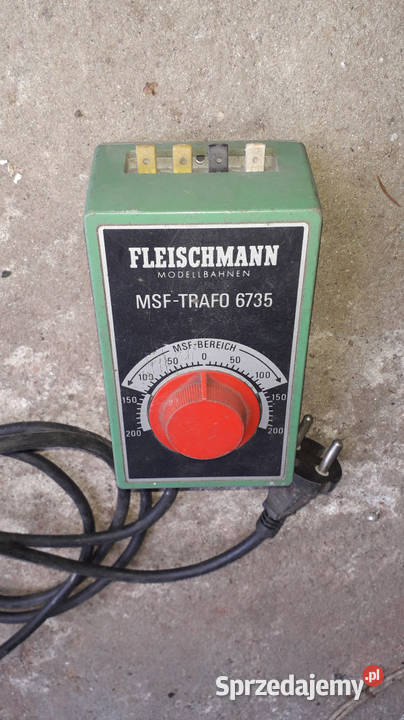 FLEISCHMANN
MODELLBAHNEN
MSF-TRAFO 6735
MSF-BEREICH
200 150 100 50 0 50 100 150 200
Sprzedajemy.pl